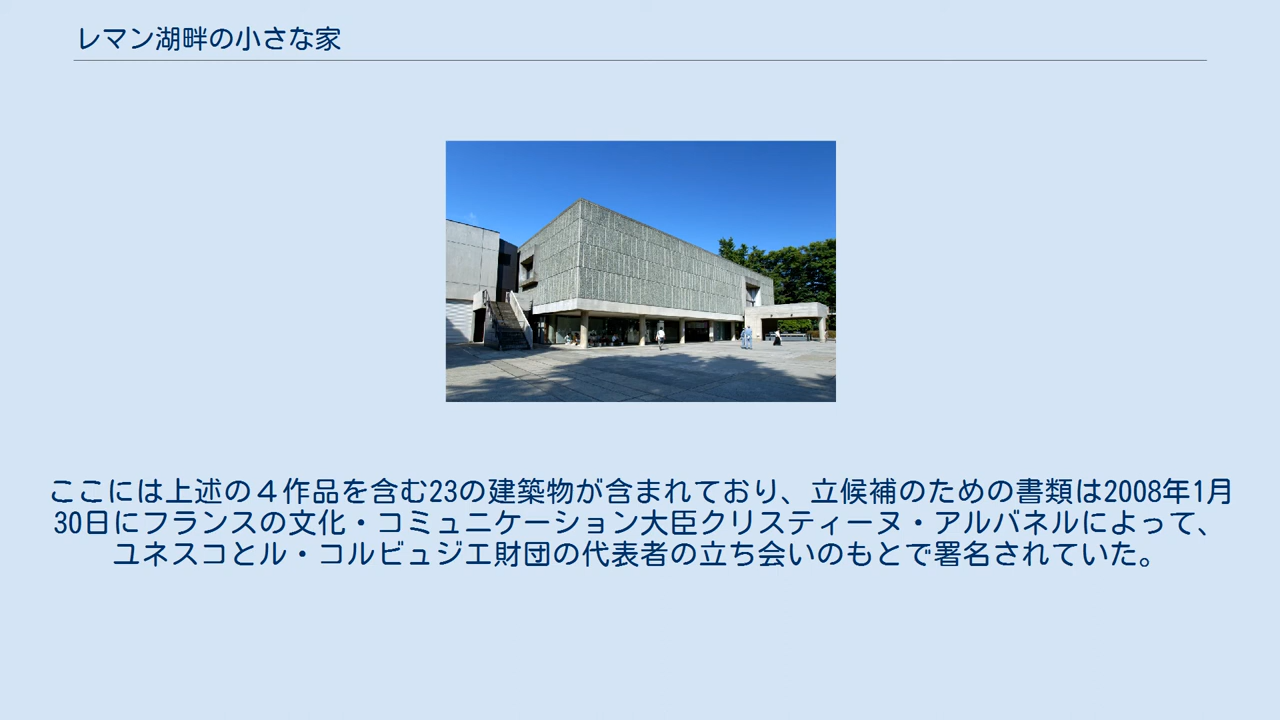 レマン湖畔の小さな家
ここには上述の４作品を含む23の建築物が含まれており、立候補のための書類は2008年1月
30日にフランスの文化・コミュニケーション大臣クリスティーヌ・アルバネルによって、
ユネスコとル・コルビュジエ財団の代表者の立ち会いのもとで署名されていた。